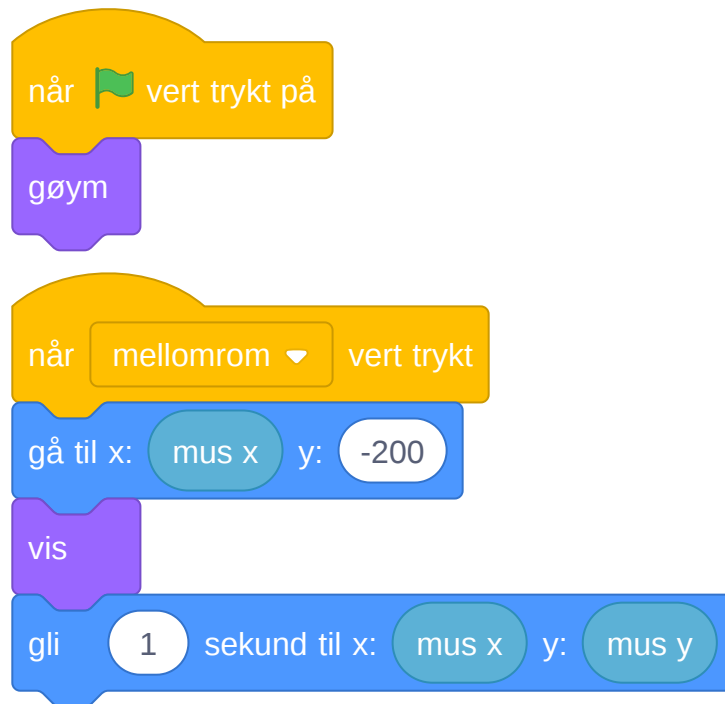 når vert trykt på
gøym
når mellomrom vert trykt
gå til x: mus x y: -200
vis
gli 1 sekund til x: mus x y: mus y